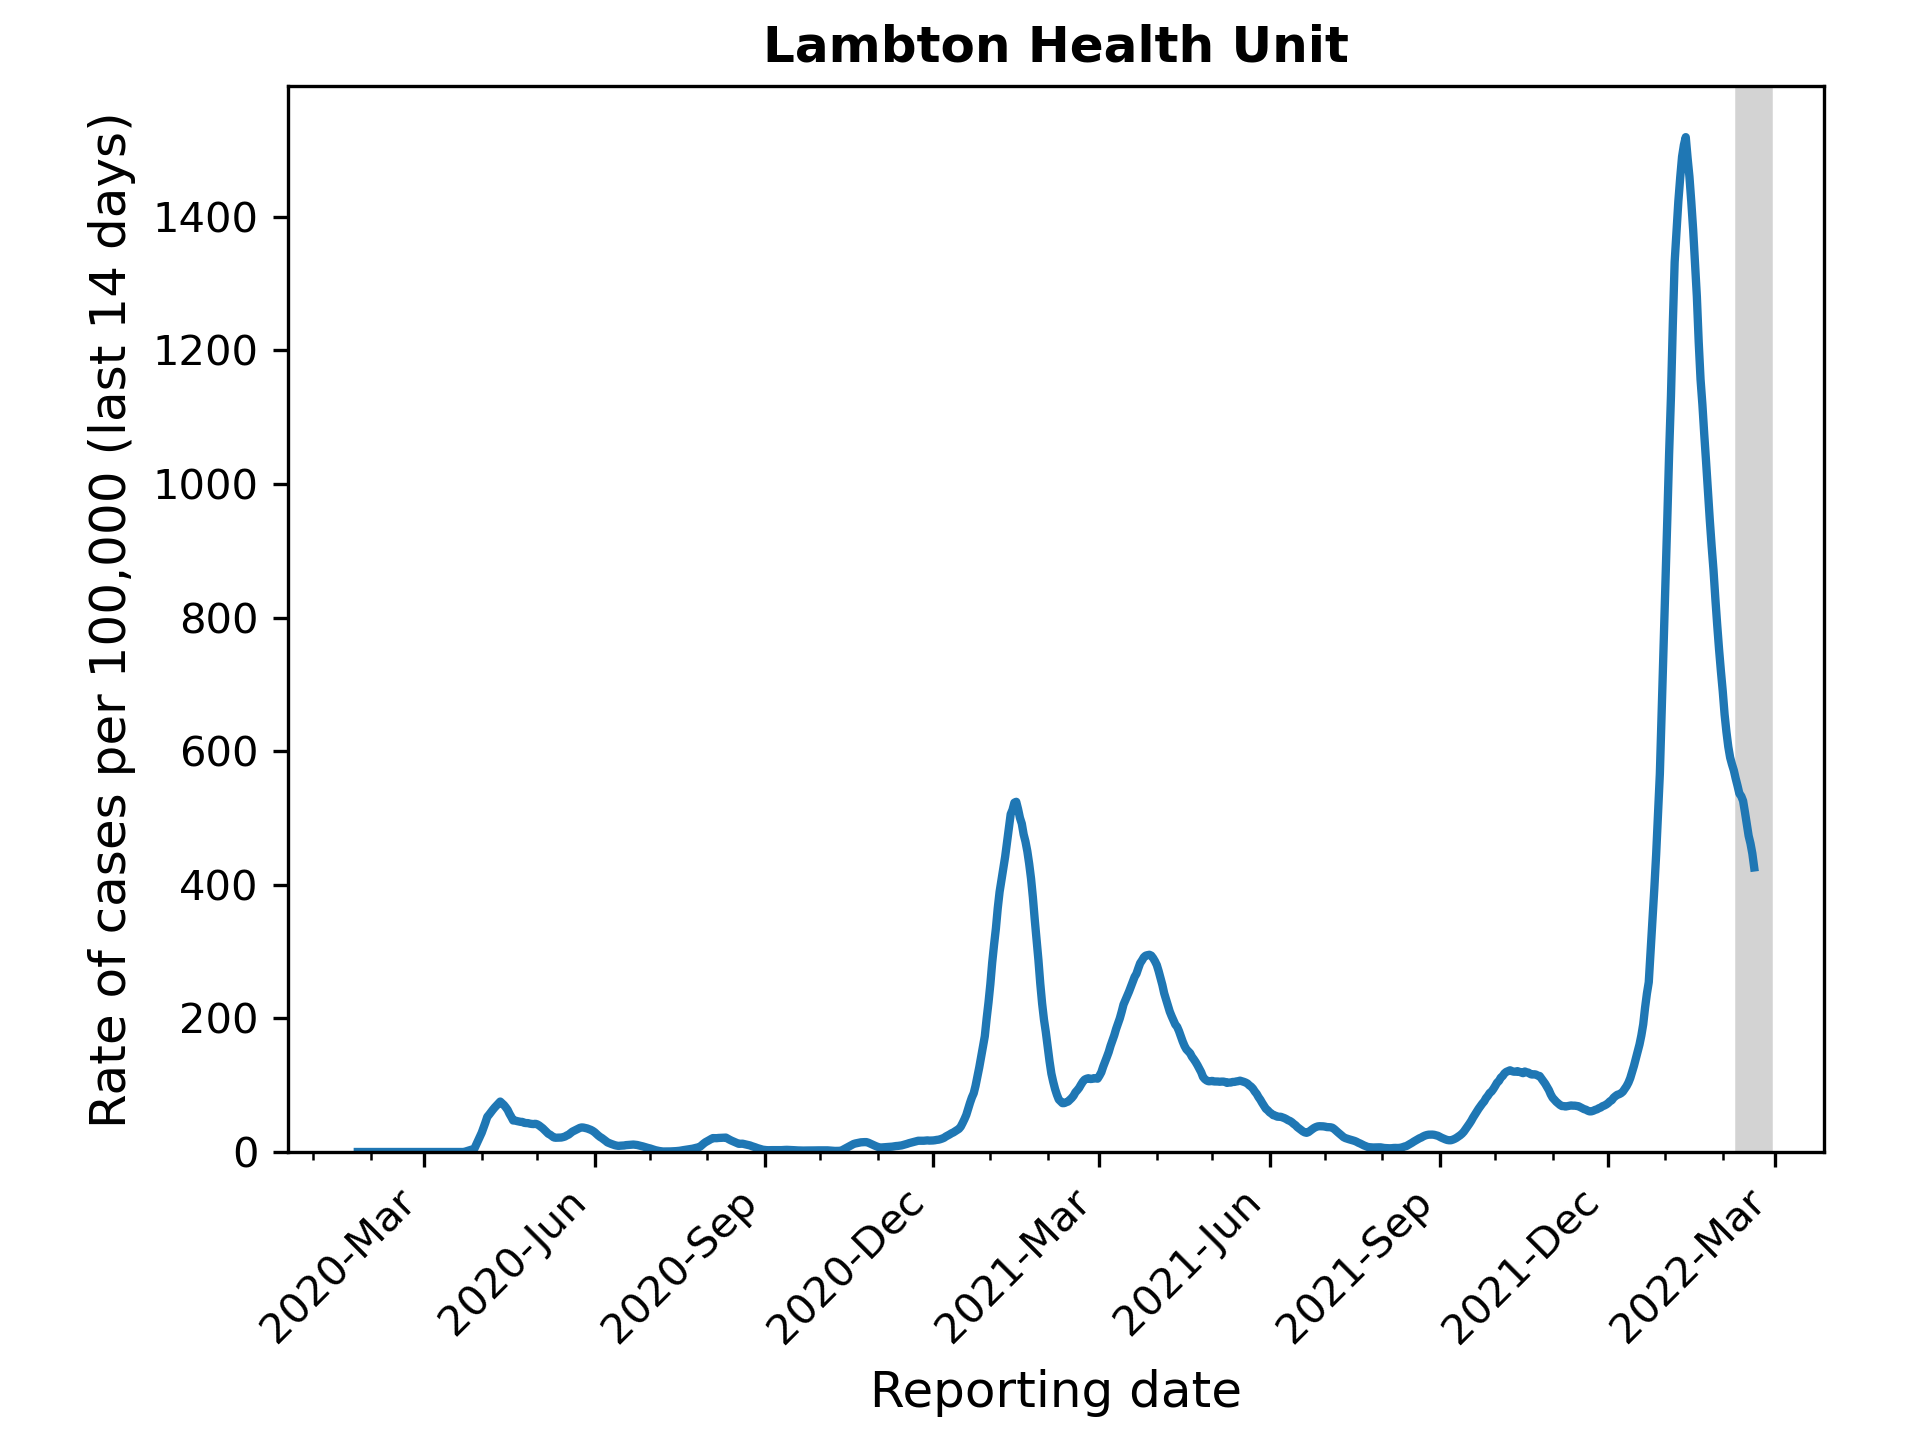 Lambton Health Unit
Rate of cases per 100,000 (last 14 days)
1400
1200
1000
800
600
400
200
0
2020-Mar
2020-Jun
2020-Sep
2020-Dec
2021-Mar
2021-Jun
2021-Sep
2021-Dec
2022-Mar
Reporting date